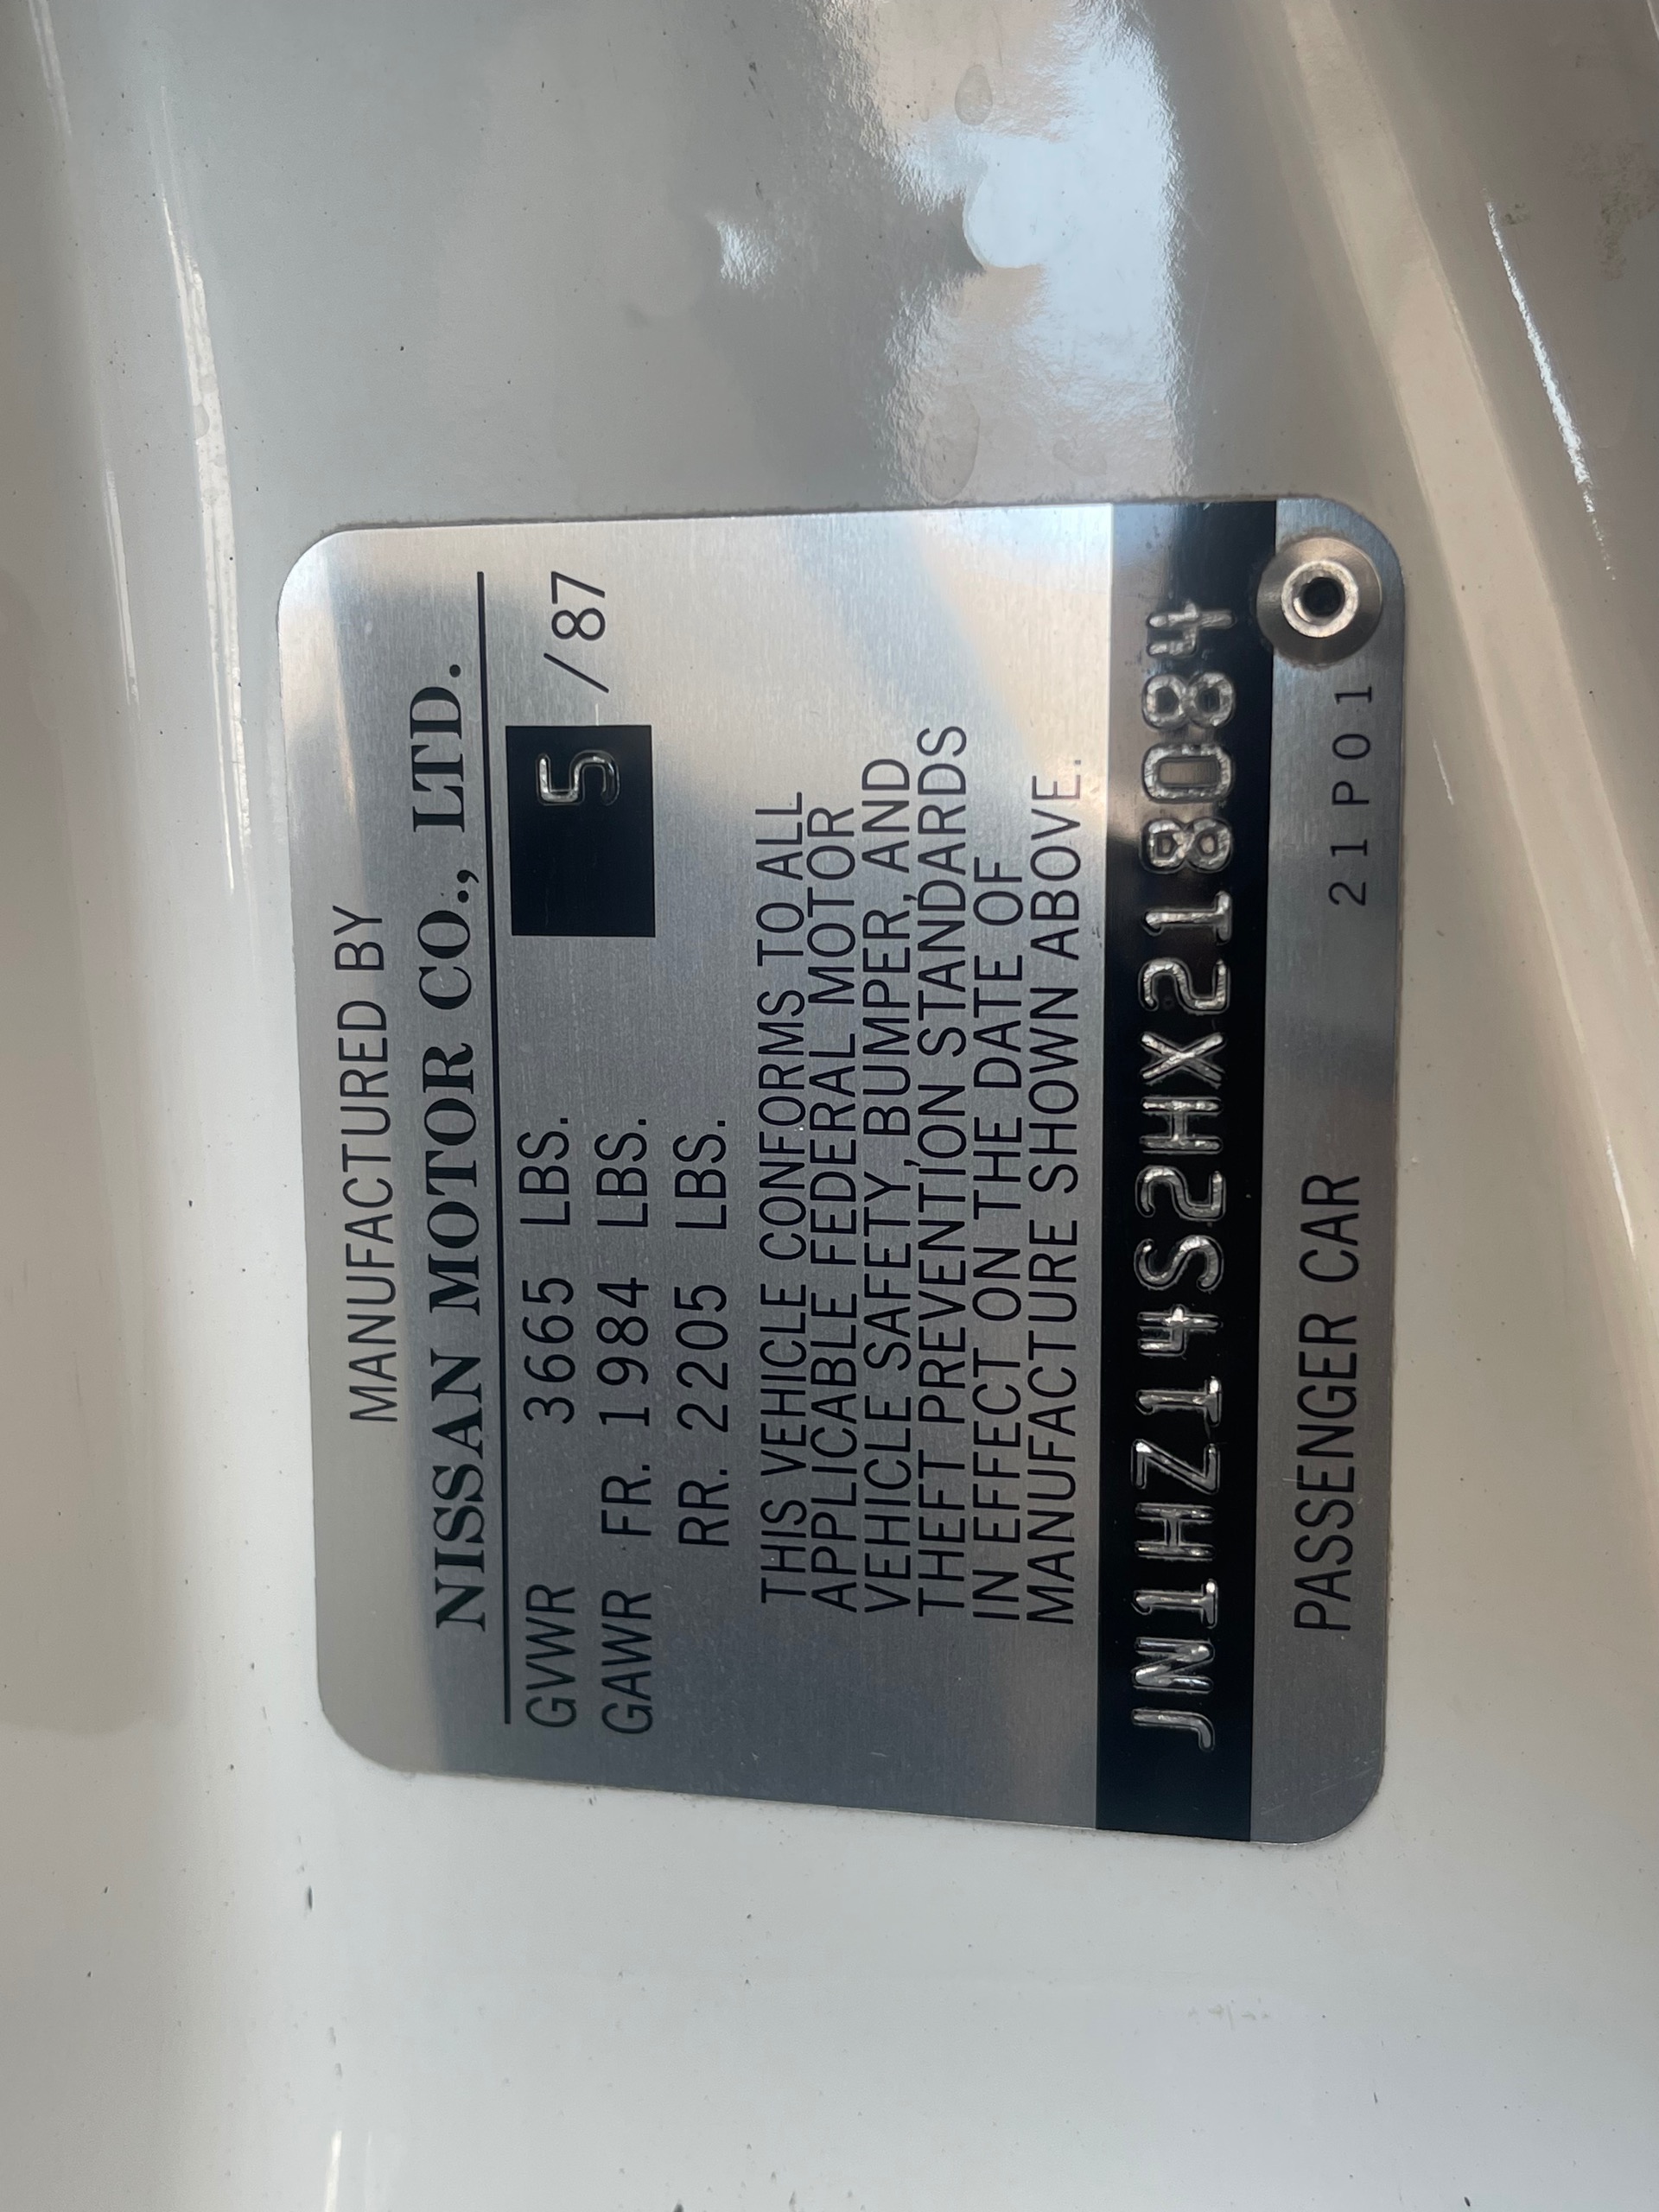 MANUFACTURED BY
NISSAN MOTOR CO., LTD.
GVWR 3665 LBS. 5 /87
GAWR FR. 1984 LBS.
RR. 2205 LBS.
THIS VEHICLE CONFORMS TO ALL
APPLICABLE FEDERAL MOTOR
VEHICLE SAFETY, BUMPER, AND
THEFT PREVENTION STANDARDS
IN EFFECT ON THE DATE OF
MANUFACTURE SHOWN ABOVE.
JN1HZ14S2HX218084
PASSENGER CAR 21P01